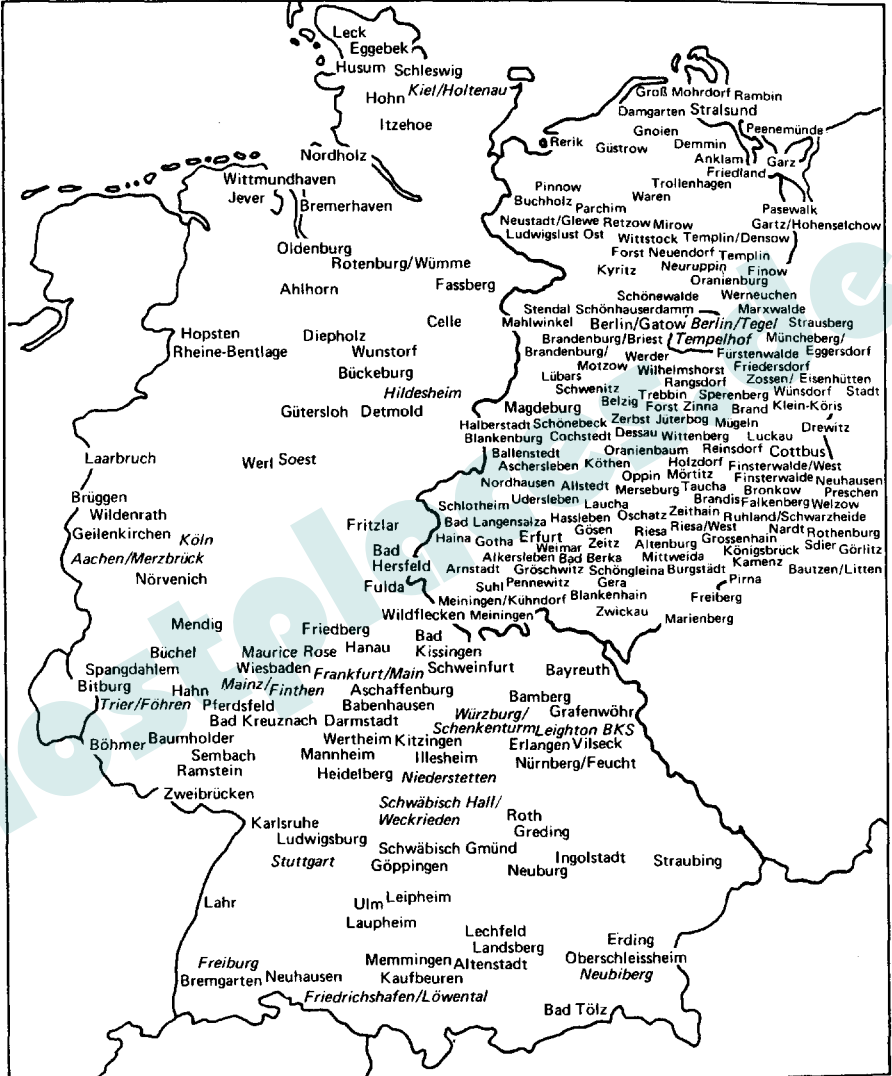 Leck
Eggebek
Husum Schleswig
Kiel/Holtenau
Hohn
Itzehoe
Nordholz
Wittmundhaven
Jever
Bremerhaven
Oldenburg
Rotenburg/Wümme
Ahlhorn
Fassberg
Celle
Hopsten
Diepholz
Rheine-Bentlage
Wunstorf
Bückeburg
Hildesheim
Gütersloh Detmold
Laarbruch
Werl Soest
Brüggen
Wildenrath
Geilenkirchen Köln
Fritzlar
Aachen/Merzbrück
Bad
Hersfeld
Nörvenich
Fulda
Groß Mohrdorf Rambin
Damgarten Stralsund
Gnoien
Peenemünde
Rerik
Güstrow
Demmin
Anklam
Garz
Friedland
Trollenhagen
Pinnow
Waren
Buchholz
Parchim
Pasewalk
Neustadt/Glewe Retzow Mirow
Gartz/Hohenselchow
Ludwigslust Ost
Wittstock Templin/Densow
Forst Neuendorf Templin
Kyritz
Neuruppin
Finow
Oranienburg
Schönewalde
Werneuchen
Stendal Schönhauserdamm
Marxwalde
Mahlwinkel
Berlin/Gatow Berlin/Tegel Strausberg
Brandenburg/Briest Tempelhof Müncheberg/
Brandenburg/
Werder
Fürstenwalde Eggersdorf
Motzow
Wilhelmshorst
Friedersdorf
Lübars
Rangsdorf
Zossen/ Eisenhütten
Schwenitz
Trebbin Sperenberg Wünsdorf Stadt
Magdeburg
Belzig Forst Zinna Brand Klein-Köris
Halberstadt Schönebeck Zerbst Jüterbog Mügeln
Drewitz
Blankenburg Cochstedt Dessau Wittenberg Luckau
Ballenstedt
Oranienbaum Reinsdorf Cottbus
Aschersleben Köthen
Holzdorf Finsterwalde/West
Oppin Mörtitz
Finsterwalde Neuhausen
Nordhausen Allstedt Merseburg Taucha Bronkow Preschen
Udersleben
Brandis Falkenberg Welzow
Schlotheim
Laucha
Zeithain Ruhland/Schwarzheide
Bad Langensalza Hassleben Oschatz
Riesa/West
Nardt Rothenburg
Haina Gotha Erfurt
Gösen
Riesa
Grossenhain
Weimar Zeitz Altenburg
Königsbrück Sdier Görlitz
Alkersleben Bad Berka Mittweida
Kamenz
Arnstadt Gröschwitz Schöngleina Burgstädt
Bautzen/Litten
Suhl Pennewitz Gera
Pirna
Meiningen/Kühndorf Blankenhain
Freiberg
Wildflecken Meiningen
Zwickau
Marienberg
Mendig
Friedberg
Bad
Kissingen
Büchel
Maurice Rose Hanau
Spangdahlem
Wiesbaden Frankfurt/Main Schweinfurt
Bayreuth
Bitburg
Hahn Mainz/Finthen Aschaffenburg
Trier/Föhren Pferdsfeld
Babenhausen
Bamberg
Würzburg/ Grafenwöhr
Bad Kreuznach Darmstadt
Schenkenturm Leighton BKS
Böhmer Baumholder
Wertheim Kitzingen
Erlangen Vilseck
Sembach
Mannheim
Illesheim
Nürnberg/Feucht
Ramstein
Heidelberg Niederstetten
Zweibrücken
Schwäbisch Hall/
Weckrieden
Roth
Karlsruhe
Greding
Ludwigsburg
Schwäbisch Gmünd
Stuttgart
Göppingen
Ingolstadt
Straubing
Neuburg
Lahr
Ulm Leipheim
Laupheim
Lechfeld
Erding
Landsberg
Freiburg
Memmingen Altenstadt
Oberschleissheim
Bremgarten Neuhausen
Kaufbeuren
Neubiberg
Friedrichshafen/Löwental
Bad Tölz